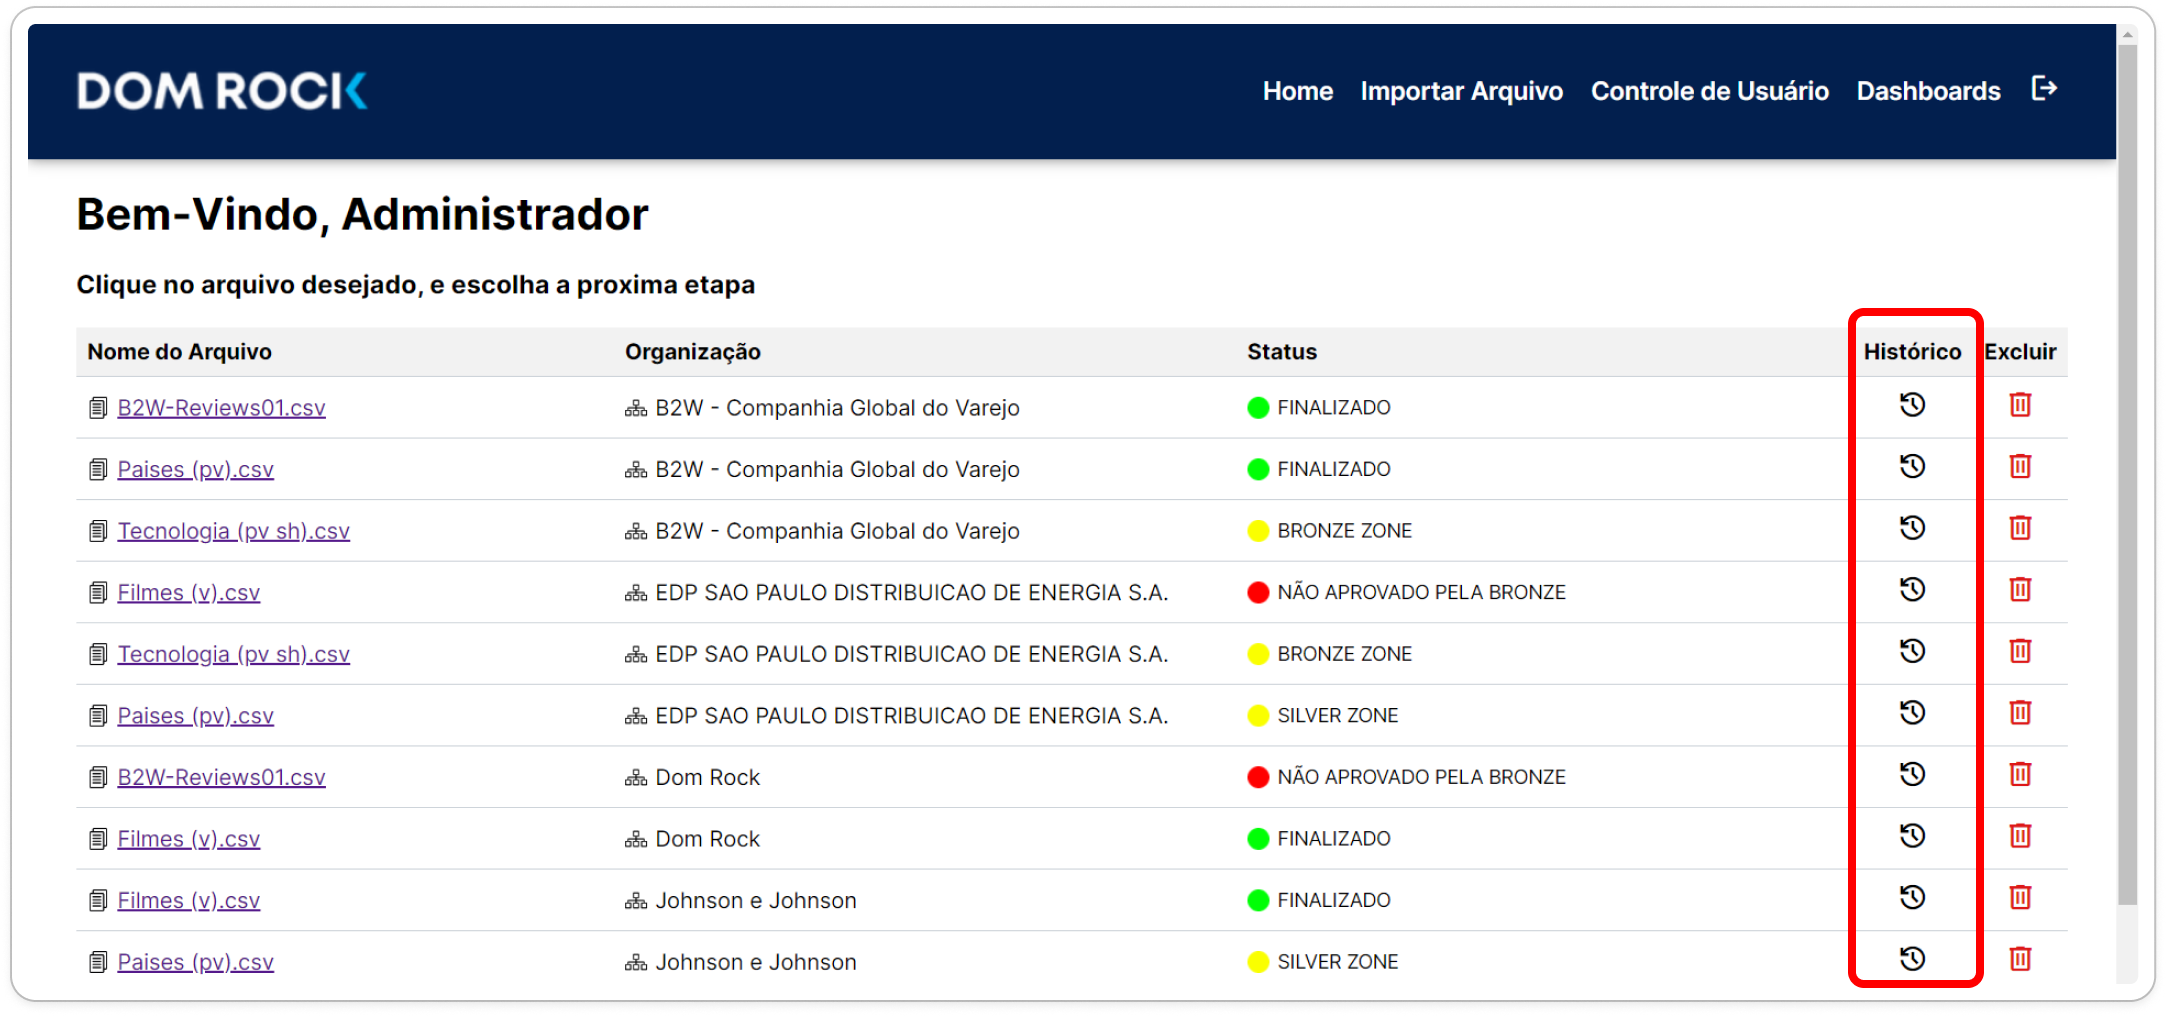 DOM ROCK
Home Importar Arquivo Controle de Usuário Dashboards
Bem-Vindo, Administrador
Clique no arquivo desejado, e escolha a proxima etapa
Nome do Arquivo Organização Status Histórico Excluir
B2W-Reviews01.csv B2W - Companhia Global do Varejo FINALIZADO
Paises (pv).csv B2W - Companhia Global do Varejo FINALIZADO
Tecnologia (pv sh).csv B2W - Companhia Global do Varejo BRONZE ZONE
Filmes (v).csv EDP SAO PAULO DISTRIBUICAO DE ENERGIA S.A. NÃO APROVADO PELA BRONZE
Tecnologia (pv sh).csv EDP SAO PAULO DISTRIBUICAO DE ENERGIA S.A. BRONZE ZONE
Paises (pv).csv EDP SAO PAULO DISTRIBUICAO DE ENERGIA S.A. SILVER ZONE
B2W-Reviews01.csv Dom Rock NÃO APROVADO PELA BRONZE
Filmes (v).csv Dom Rock FINALIZADO
Filmes (v).csv Johnson e Johnson FINALIZADO
Paises (pv).csv Johnson e Johnson SILVER ZONE